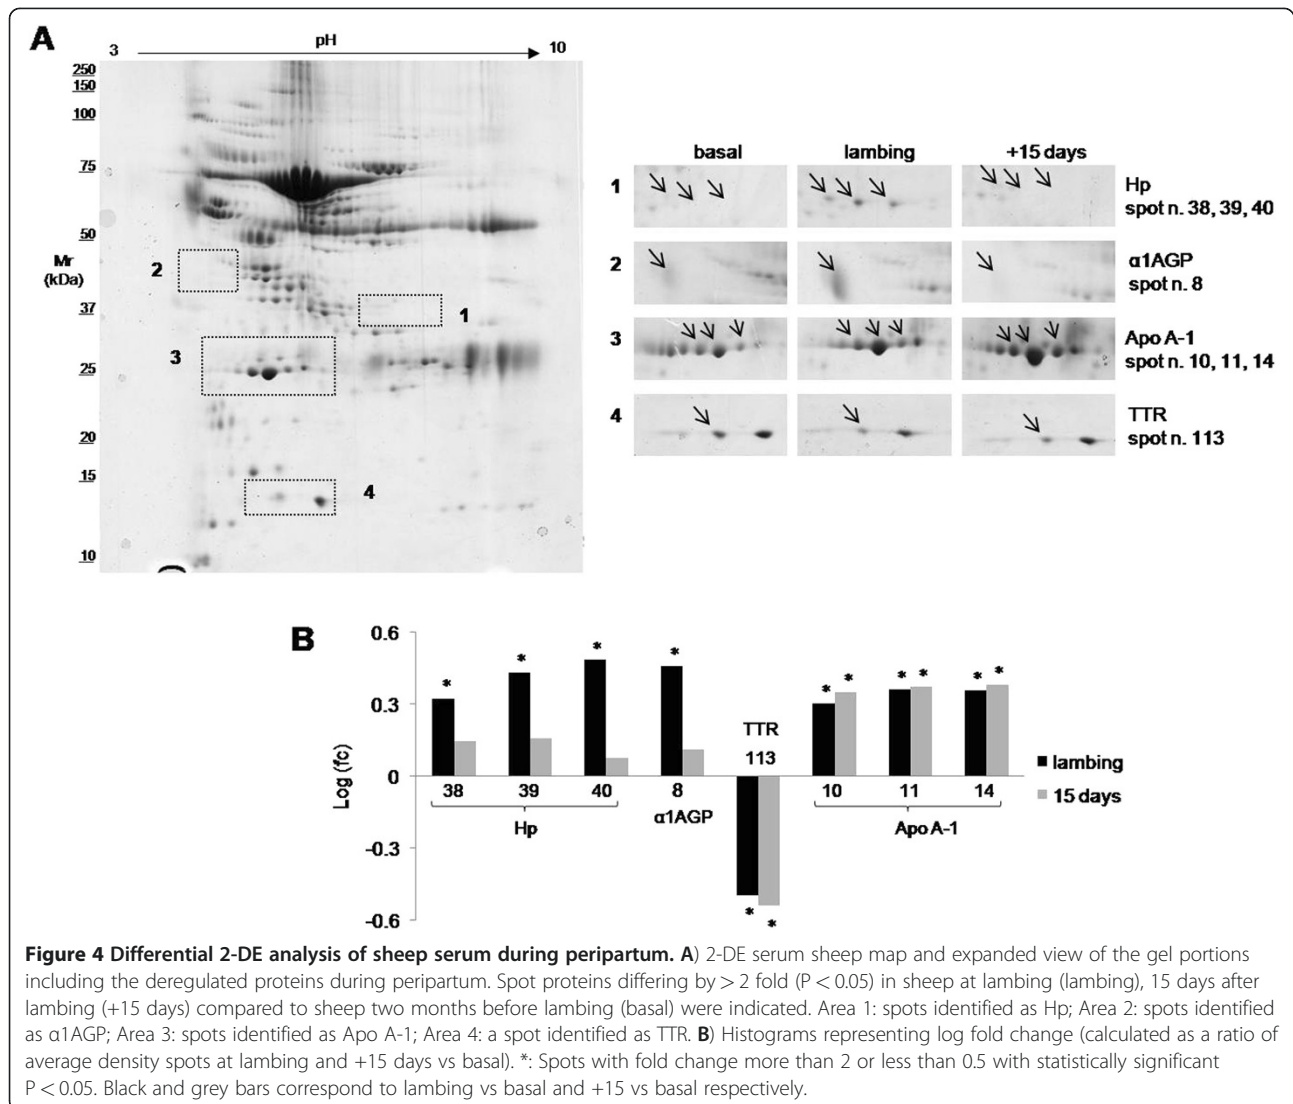 A
3 pH 10
250
150
100
75
50
Mr
(kDa)
37
25
20
15
10
2
1
3
4
basal lambing +15 days
1
Hp
spot n. 38, 39, 40
2
α1AGP
spot n. 8
3
Apo A-1
spot n. 10, 11, 14
4
TTR
spot n. 113
B
Log (fc)
0.6
0.3
0
-0.3
-0.6
* * * * * * * * * *
TTR
113
* *
38 39 40 8 10 11 14
Hp α1AGP Apo A-1
lambing
15 days
Figure 4 Differential 2-DE analysis of sheep serum during peripartum. A) 2-DE serum sheep map and expanded view of the gel portions
including the deregulated proteins during peripartum. Spot proteins differing by > 2 fold (P < 0.05) in sheep at lambing (lambing), 15 days after
lambing (+15 days) compared to sheep two months before lambing (basal) were indicated. Area 1: spots identified as Hp; Area 2: spots identified
as α1AGP; Area 3: spots identified as Apo A-1; Area 4: a spot identified as TTR. B) Histograms representing log fold change (calculated as a ratio of
average density spots at lambing and +15 days vs basal). *: Spots with fold change more than 2 or less than 0.5 with statistically significant
P < 0.05. Black and grey bars correspond to lambing vs basal and +15 vs basal respectively.